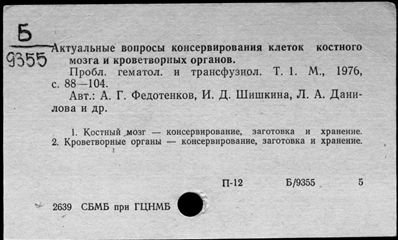 Б
9355
Актуальные вопросы консервирования клеток костного
мозга и кроветворных органов.
Пробл. гематол. и трансфузиол. Т. 1. М., 1976,
с. 88—104.
Авт.: А. Г. Федотенков, И. Д. Шишкина, Л. А. Дани-
лова и др.
1. Костный мозг — консервирование, заготовка и хранение.
2. Кроветворные органы — консервирование, заготовка и хранение.
П-12 Б/9355 5
2639 СБМБ при ГЦНМБ